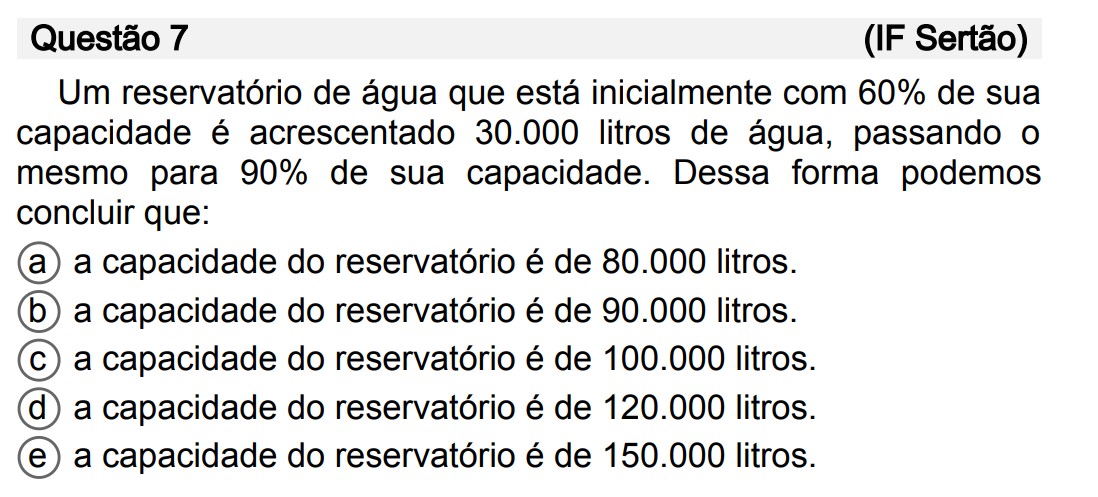 Questão 7 (IF Sertão)
Um reservatório de água que está inicialmente com 60% de sua
capacidade é acrescentado 30.000 litros de água, passando o
mesmo para 90% de sua capacidade. Dessa forma podemos
concluir que:
a a capacidade do reservatório é de 80.000 litros.
b a capacidade do reservatório é de 90.000 litros.
c a capacidade do reservatório é de 100.000 litros.
d a capacidade do reservatório é de 120.000 litros.
e a capacidade do reservatório é de 150.000 litros.